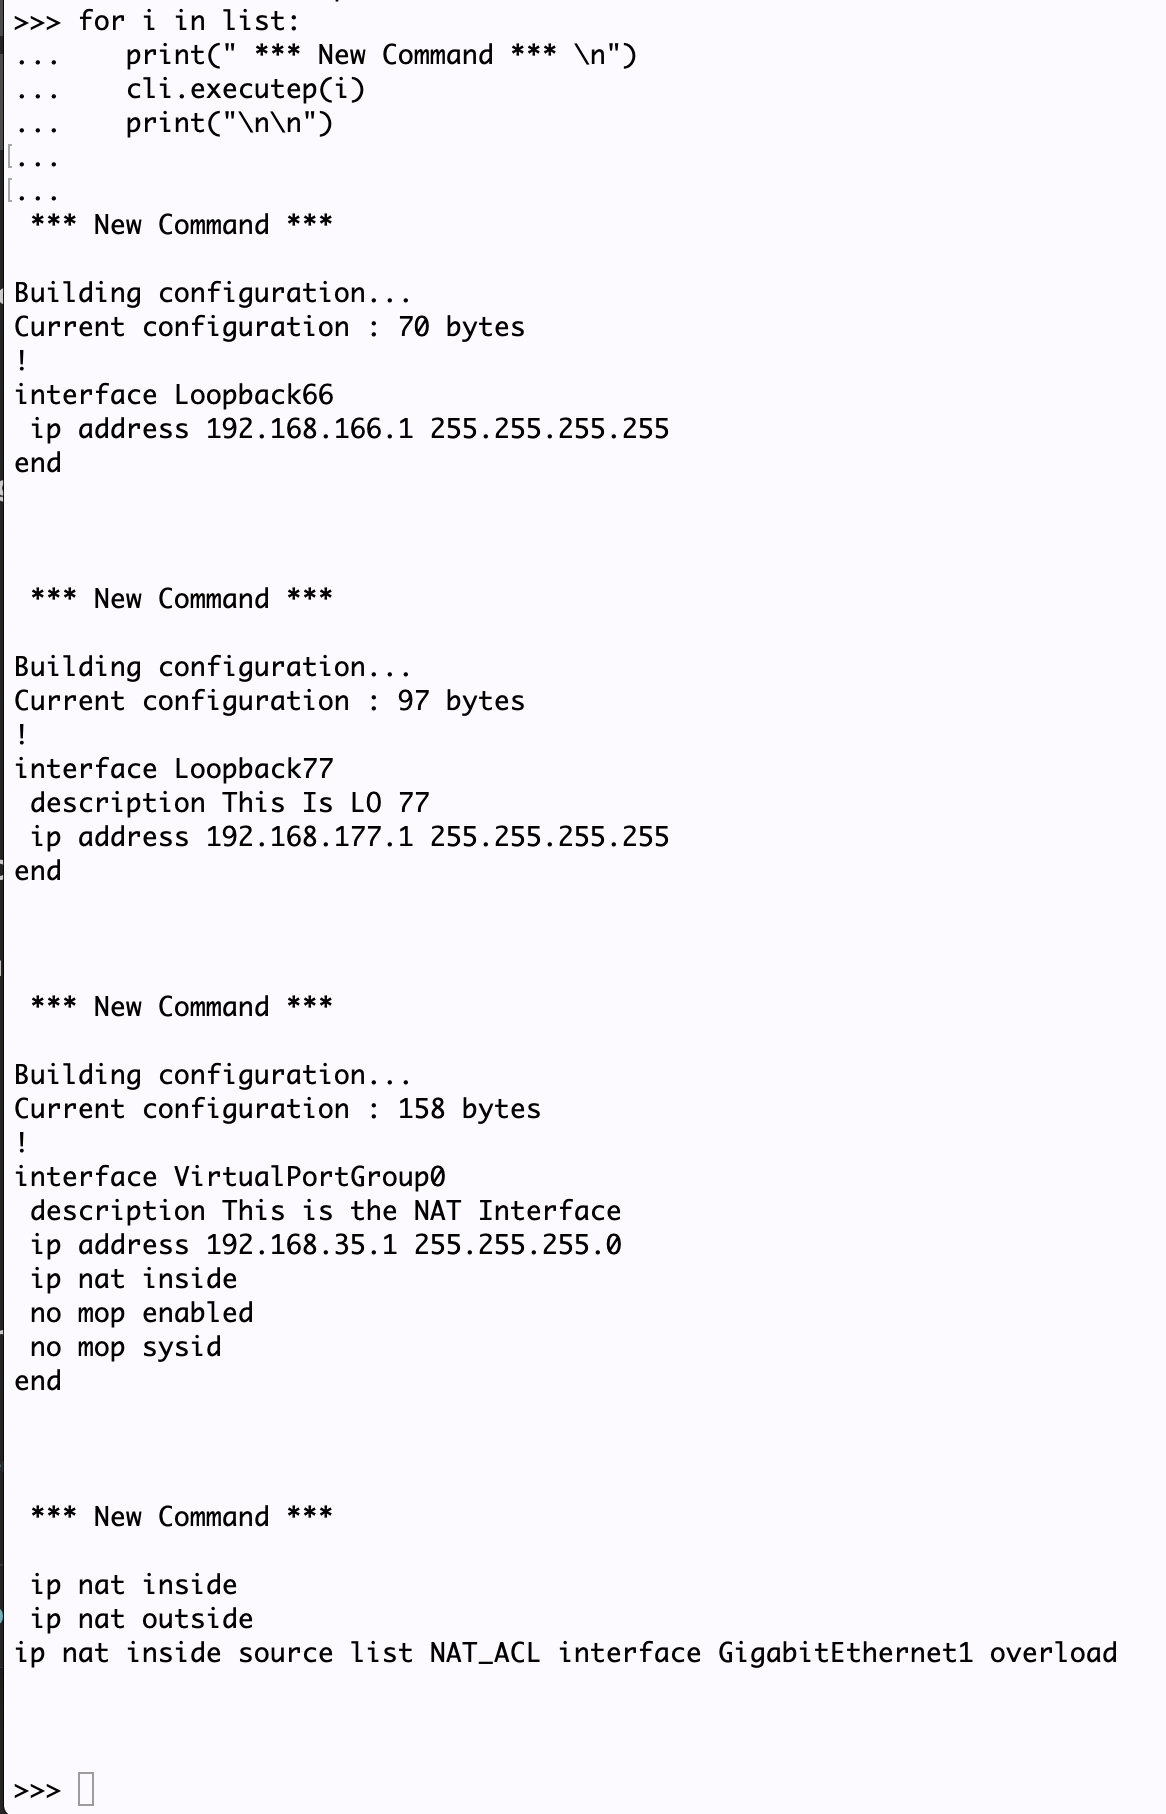 >>> for i in list:
...    print(" *** New Command *** \n")
...    cli.executep(i)
...    print("\n\n")
[...
[...
 *** New Command ***
Building configuration...
Current configuration : 70 bytes
!
interface Loopback66
 ip address 192.168.166.1 255.255.255.255
end
 *** New Command ***
Building configuration...
Current configuration : 97 bytes
!
interface Loopback77
 description This Is LO 77
 ip address 192.168.177.1 255.255.255.255
end
 *** New Command ***
Building configuration...
Current configuration : 158 bytes
!
interface VirtualPortGroup0
 description This is the NAT Interface
 ip address 192.168.35.1 255.255.255.0
 ip nat inside
 no mop enabled
 no mop sysid
end
 *** New Command ***
 ip nat inside
 ip nat outside
ip nat inside source list NAT_ACL interface GigabitEthernet1 overload
>>>